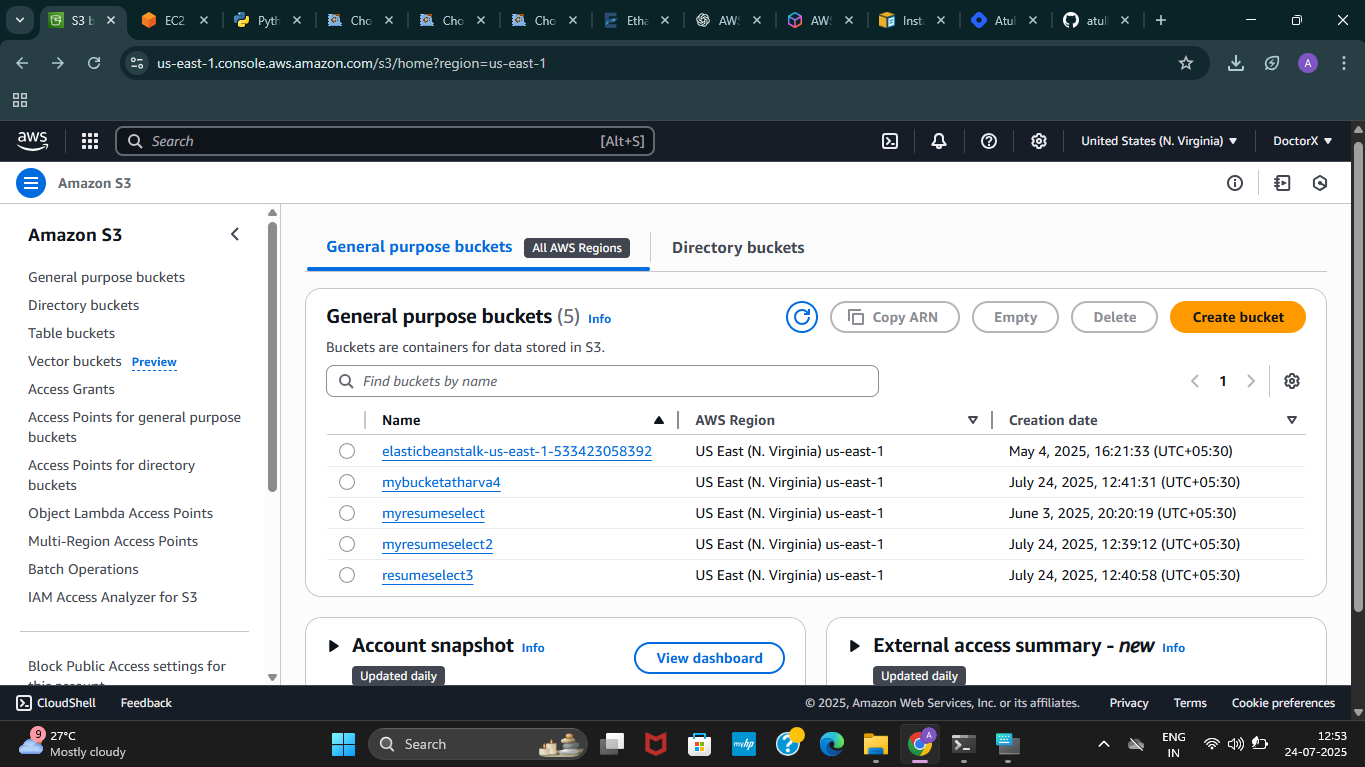 S3 b
EC2
Pyth
Cho
Cho
Cho
Etha
AWS
AWS
Insta
Atul
atull
us-east-1.console.aws.amazon.com/s3/home?region=us-east-1
A
aws
Search
[Alt+S]
United States (N. Virginia)
DoctorX
Amazon S3
Amazon S3
General purpose buckets
Directory buckets
Table buckets
Vector buckets Preview
Access Grants
Access Points for general purpose
buckets
Access Points for directory
buckets
Object Lambda Access Points
Multi-Region Access Points
Batch Operations
IAM Access Analyzer for S3
Block Public Access settings for
this account
General purpose buckets All AWS Regions Directory buckets
General purpose buckets (5) Info
Copy ARN Empty Delete Create bucket
Buckets are containers for data stored in S3.
Find buckets by name
1
Name AWS Region Creation date
elasticbeanstalk-us-east-1-533423058392 US East (N. Virginia) us-east-1 May 4, 2025, 16:21:33 (UTC+05:30)
mybucketatharva4 US East (N. Virginia) us-east-1 July 24, 2025, 12:41:31 (UTC+05:30)
myresumeselect US East (N. Virginia) us-east-1 June 3, 2025, 20:20:19 (UTC+05:30)
myresumeselect2 US East (N. Virginia) us-east-1 July 24, 2025, 12:39:12 (UTC+05:30)
resumeselect3 US East (N. Virginia) us-east-1 July 24, 2025, 12:40:58 (UTC+05:30)
Account snapshot Info
Updated daily
View dashboard
External access summary - new Info
Updated daily
CloudShell Feedback
© 2025, Amazon Web Services, Inc. or its affiliates. Privacy Terms Cookie preferences
9
27°C
Mostly cloudy
Search
myhp
A
ENG
IN
12:53
24-07-2025